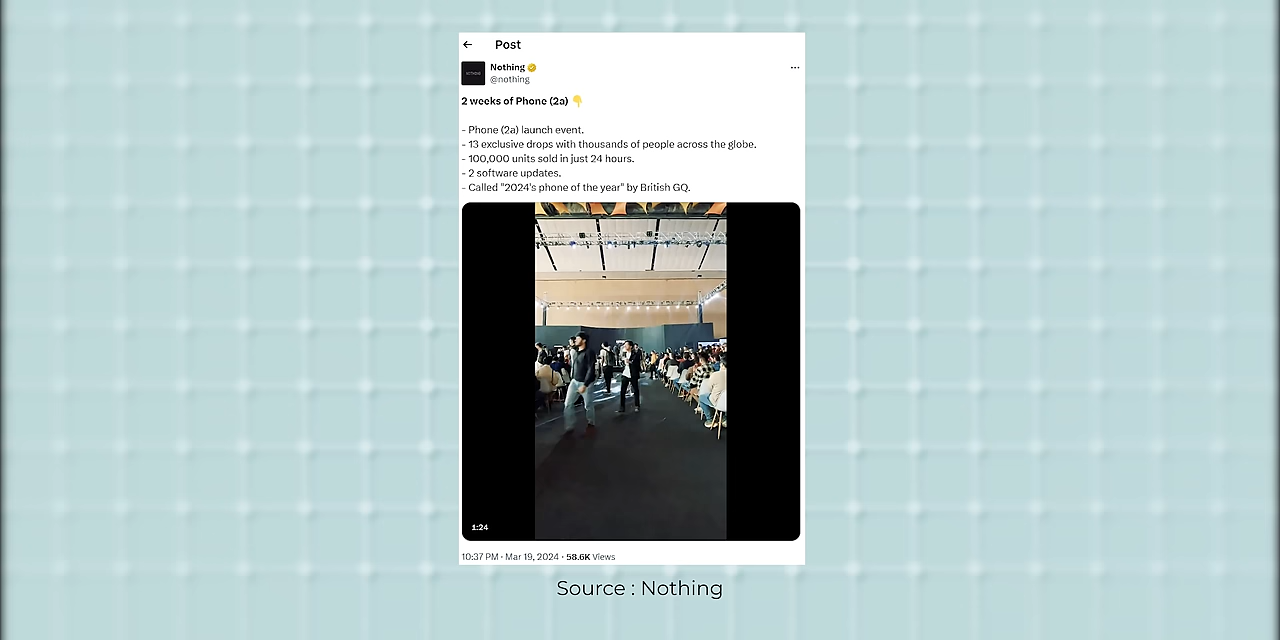 Post
Nothing
@nothing
2 weeks of Phone (2a) 👇
- Phone (2a) launch event.
- 13 exclusive drops with thousands of people across the globe.
- 100,000 units sold in just 24 hours.
- 2 software updates.
- Called "2024's phone of the year" by British GQ.
1:24
10:37 PM · Mar 19, 2024 · 58.6K Views
Source : Nothing